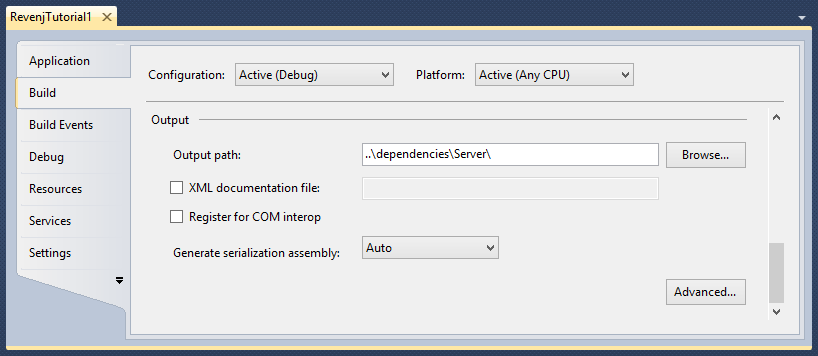 RevenjTutorial1
Application
Build
Build Events
Debug
Resources
Services
Settings
Configuration: Active (Debug) Platform: Active (Any CPU)
Output
Output path: ..\dependencies\Server\ Browse...
XML documentation file:
Register for COM interop
Generate serialization assembly: Auto
Advanced...